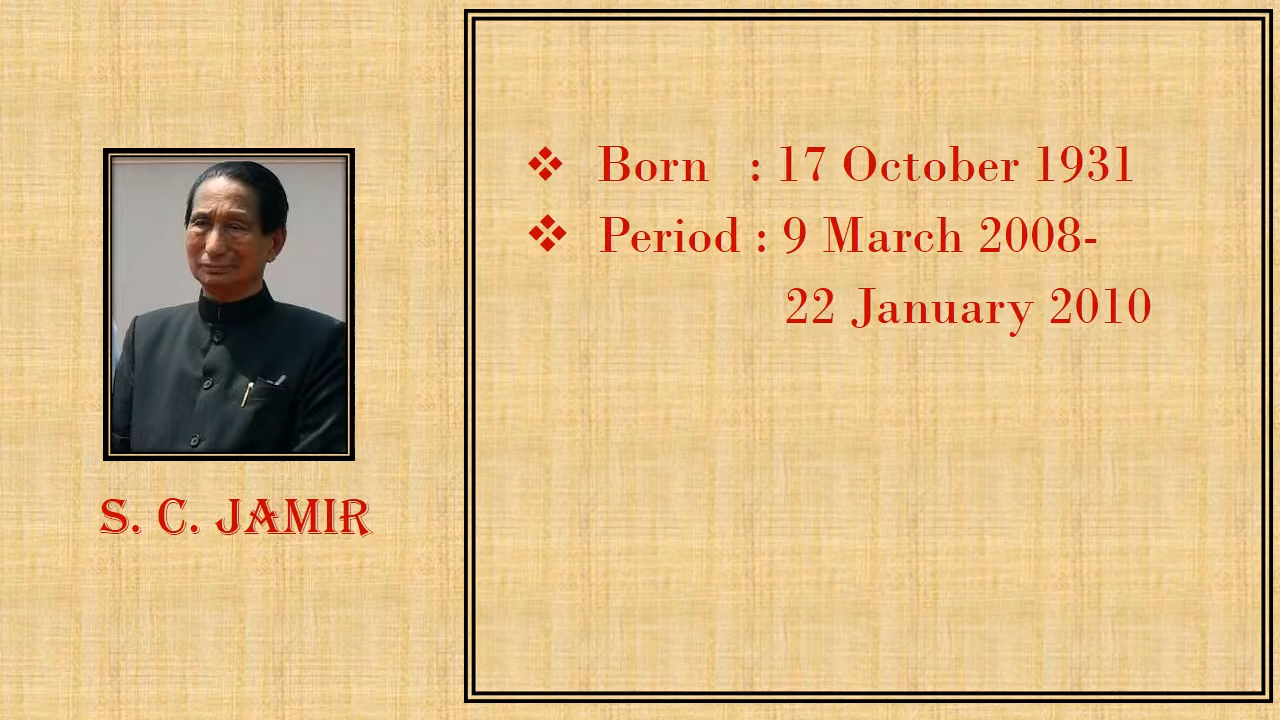 Born : 17 October 1931
Period : 9 March 2008-
22 January 2010
S. C. JAMIR